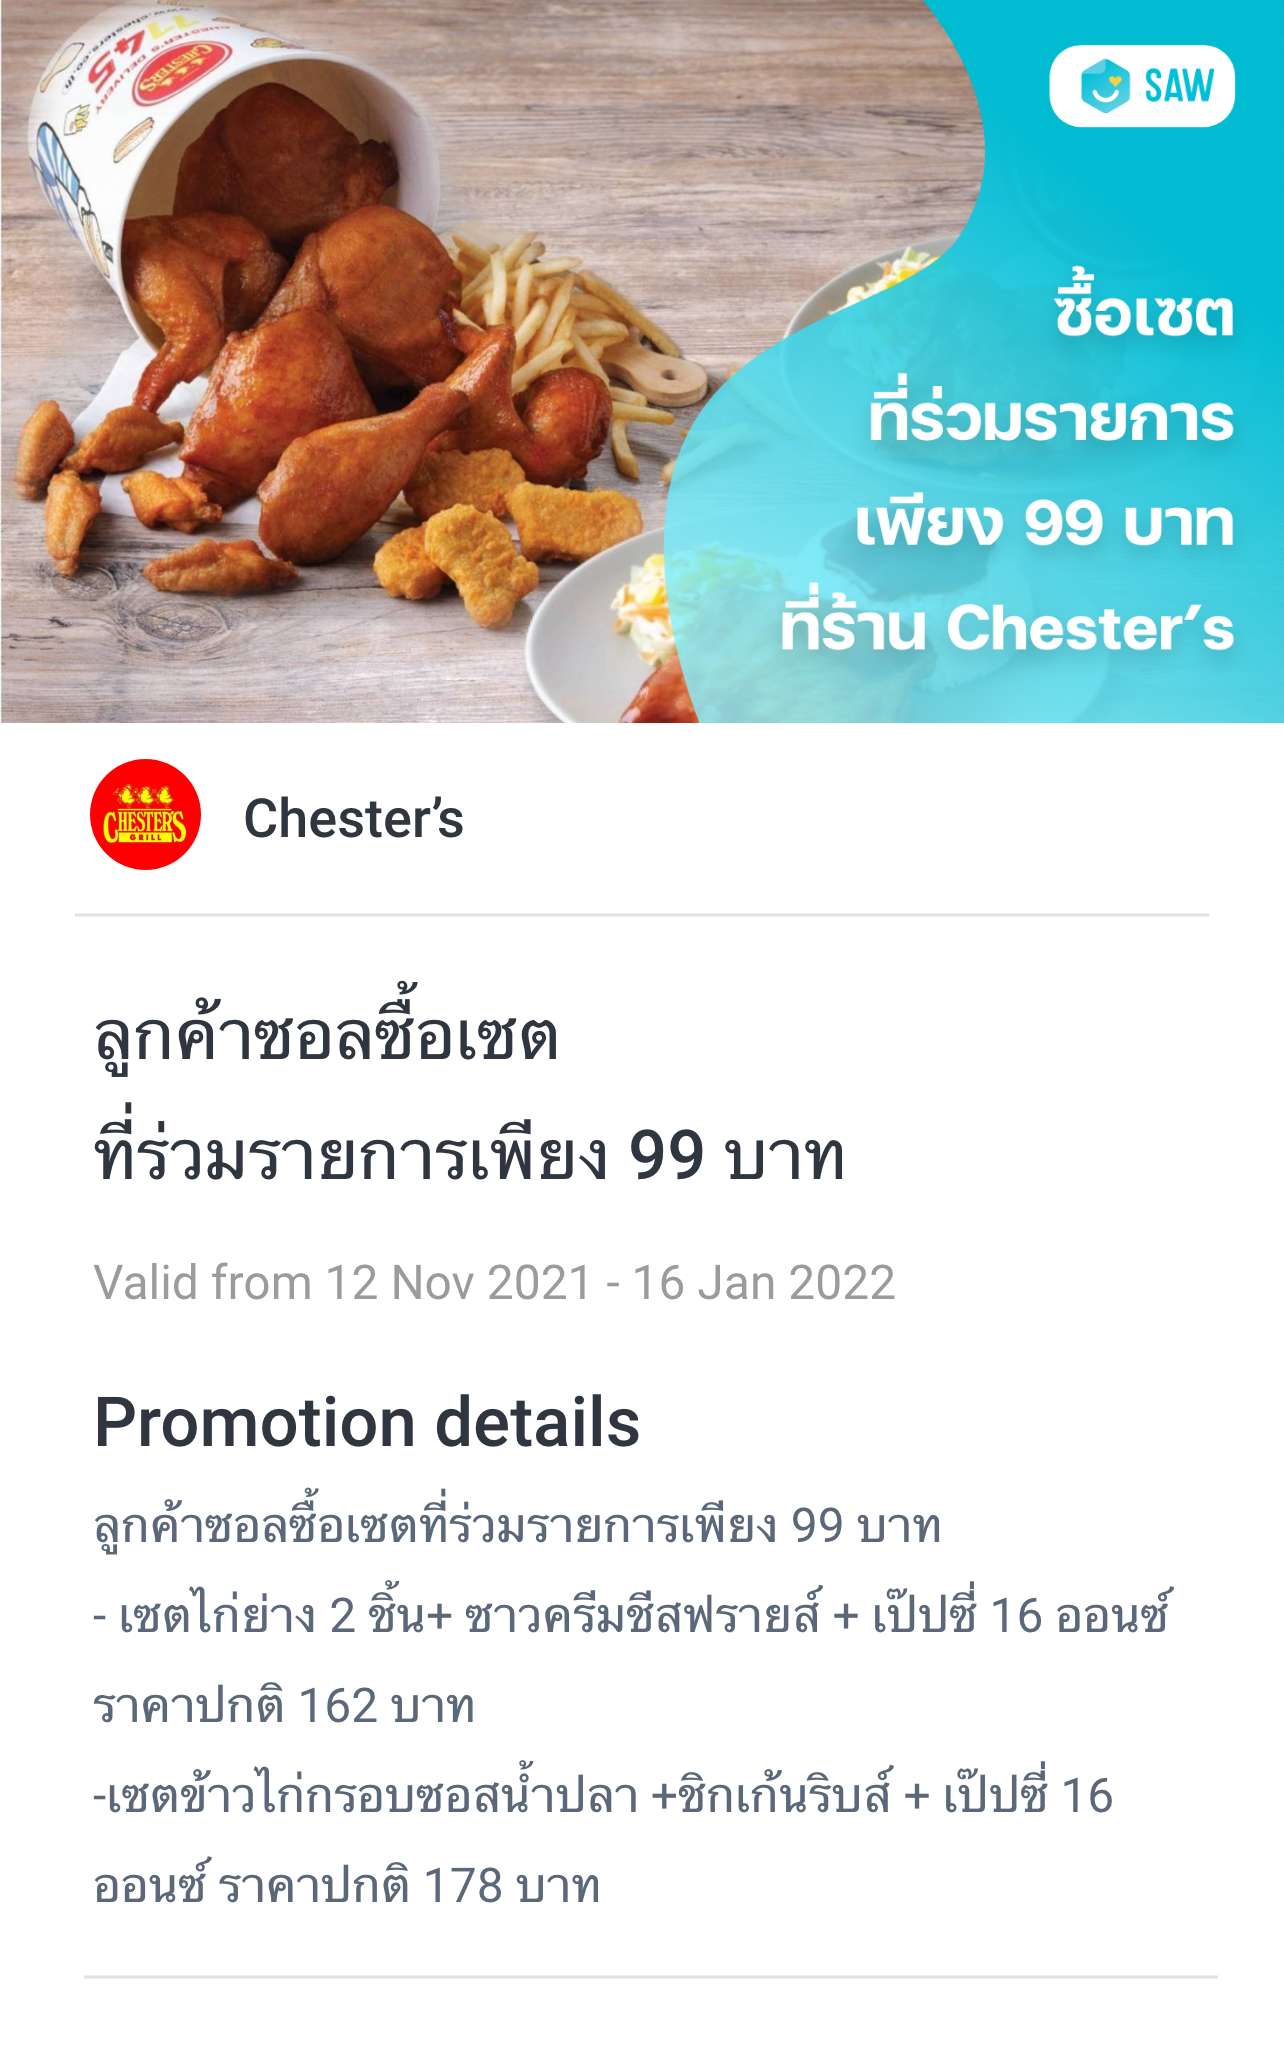 www.chesters.co.th
1145
CHESTER'S DELIVERY
CHESTER'S
SAW
ซื้อเซต
ที่ร่วมรายการ
เพียง 99 บาท
ที่ร้าน Chester's
CHESTER'S
GRILL
Chester's
ลูกค้าซอลซื้อเซต
ที่ร่วมรายการเพียง 99 บาท
Valid from 12 Nov 2021 - 16 Jan 2022
Promotion details
ลูกค้าซอลซื้อเซตที่ร่วมรายการเพียง 99 บาท
- เซตไก่ย่าง 2 ชิ้น+ ซาวครีมชีสฟรายส์ + เป๊ปซี่ 16 ออนซ์
ราคาปกติ 162 บาท
-เซตข้าวไก่กรอบซอสน้ำปลา +ชิกเก้นริบส์ + เป๊ปซี่ 16
ออนซ์ ราคาปกติ 178 บาท